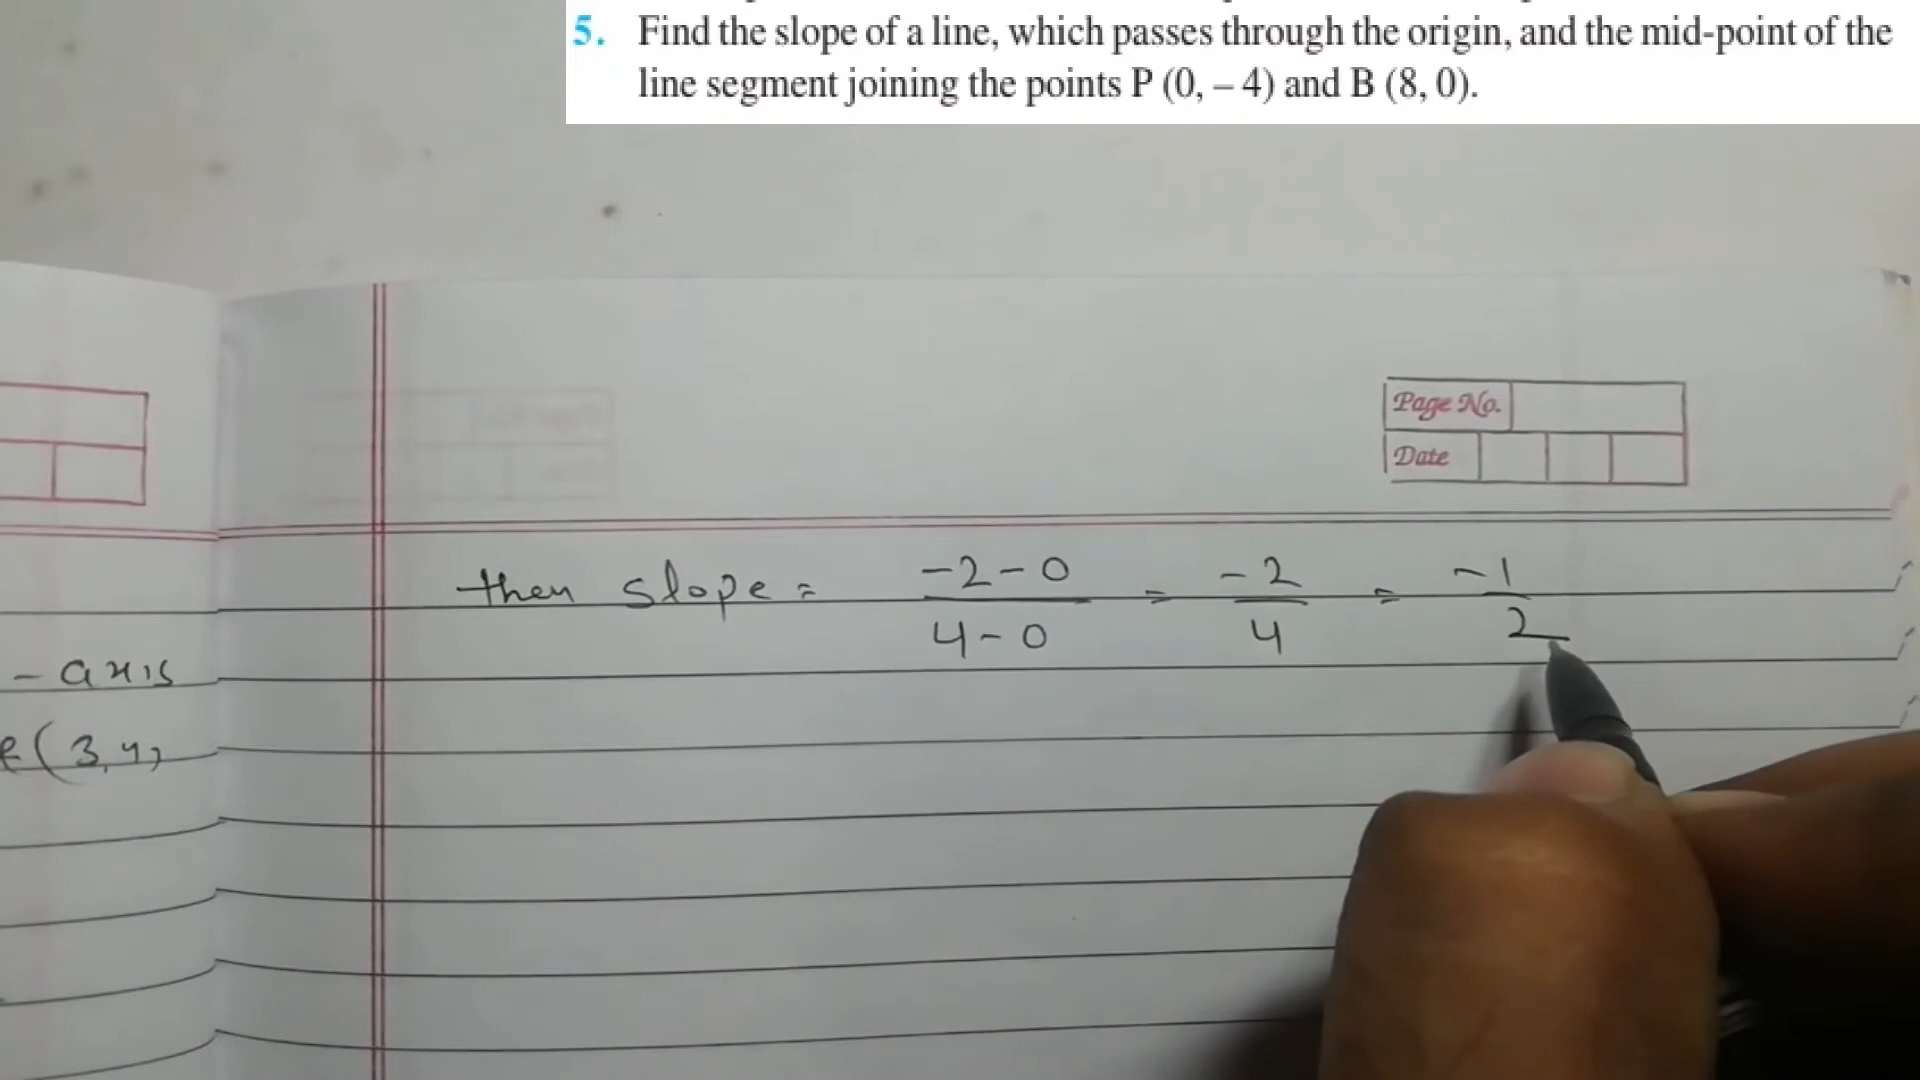 5. Find the slope of a line, which passes through the origin, and the mid-point of the
line segment joining the points P (0, – 4) and B (8, 0).
Page No.
Date
then slope = -2-0 / 4-0 = -2 / 4 = -1 / 2
- axis
(3,4)